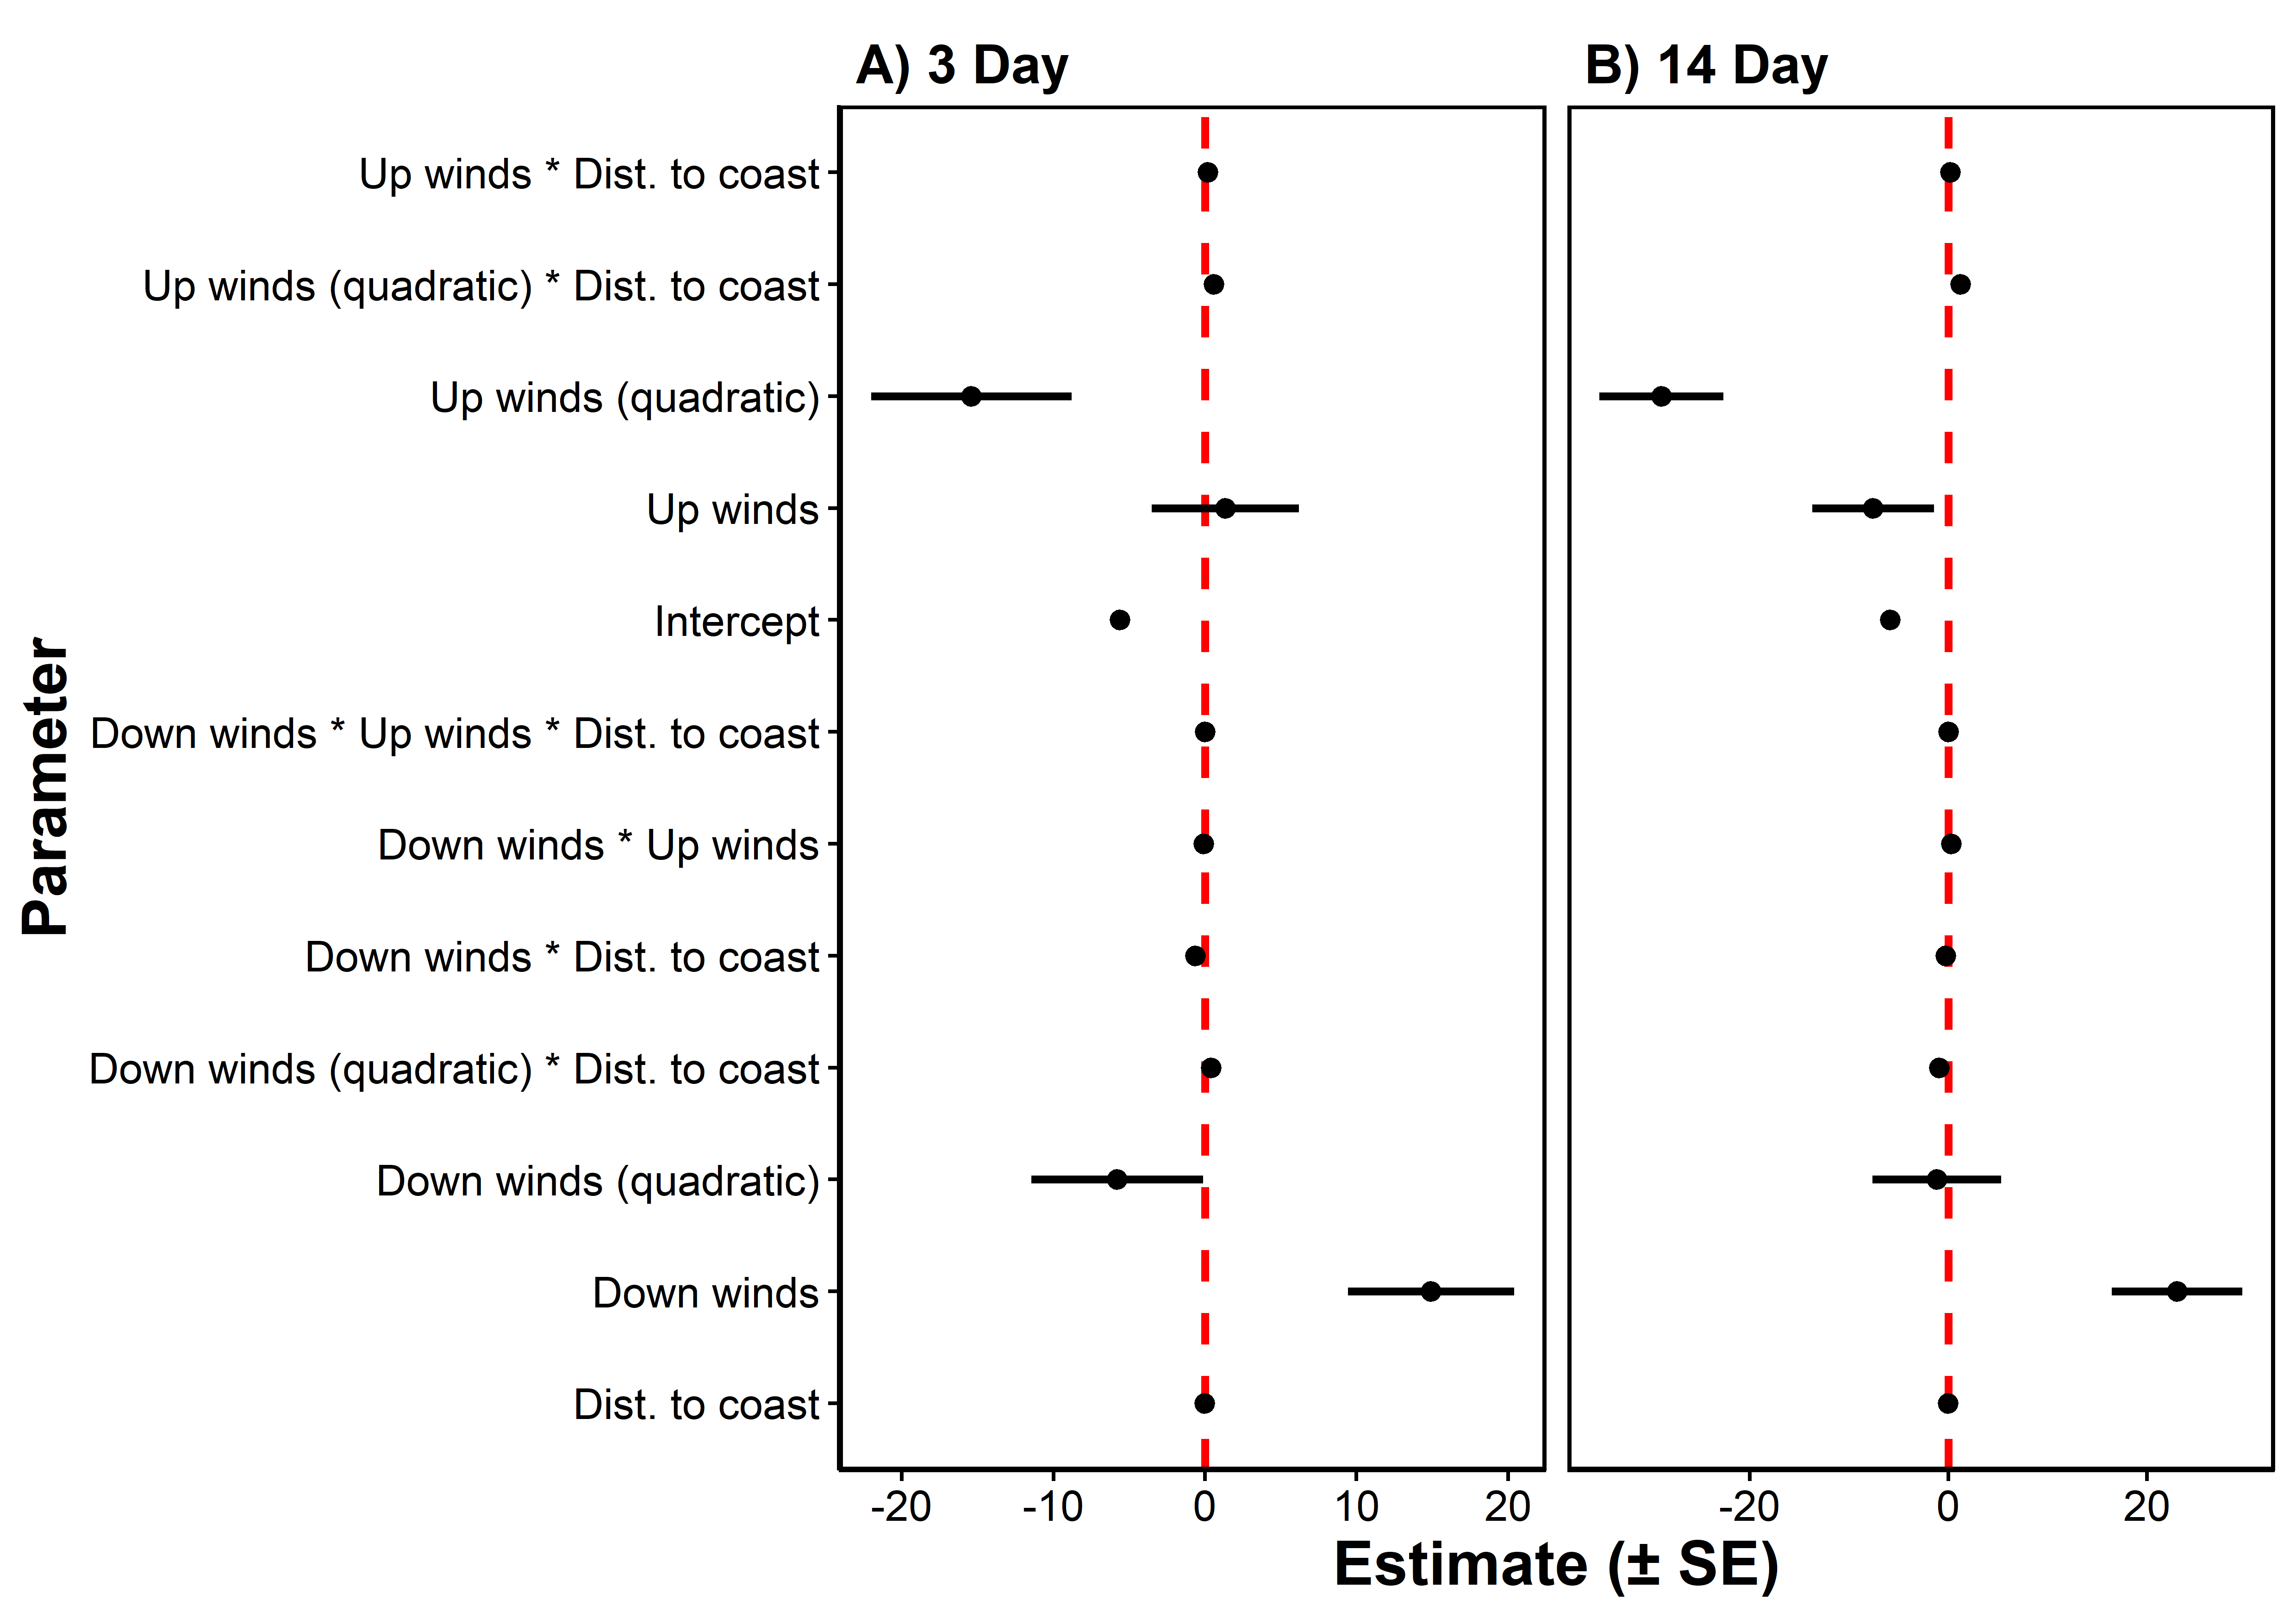 A) 3 Day
B) 14 Day
Up winds * Dist. to coast
Up winds (quadratic) * Dist. to coast
Up winds (quadratic)
Up winds
Intercept
Down winds * Up winds * Dist. to coast
Down winds * Up winds
Down winds * Dist. to coast
Down winds (quadratic) * Dist. to coast
Down winds (quadratic)
Down winds
Dist. to coast
Parameter
-20 -10 0 10 20
-20 0 20
Estimate (± SE)